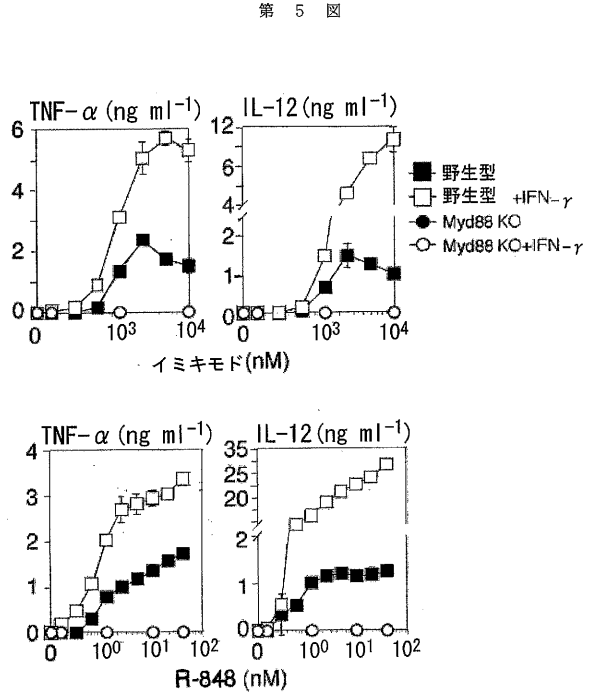 第 5 図
TNF-α(ng ml⁻¹) IL-12(ng ml⁻¹)
6
4
2
0
12
6
4
2
1
0
0 10³ 10⁴ 0 10³ 10⁴
イミキモド(nM)
野生型
野生型 +IFN-γ
Myd88 KO
Myd88 KO+IFN-γ
TNF-α(ng ml⁻¹) IL-12(ng ml⁻¹)
4
3
2
1
0
35
25
20
2
1
0
0 10⁰ 10¹ 10² 0 10⁰ 10¹ 10²
R-848 (nM)